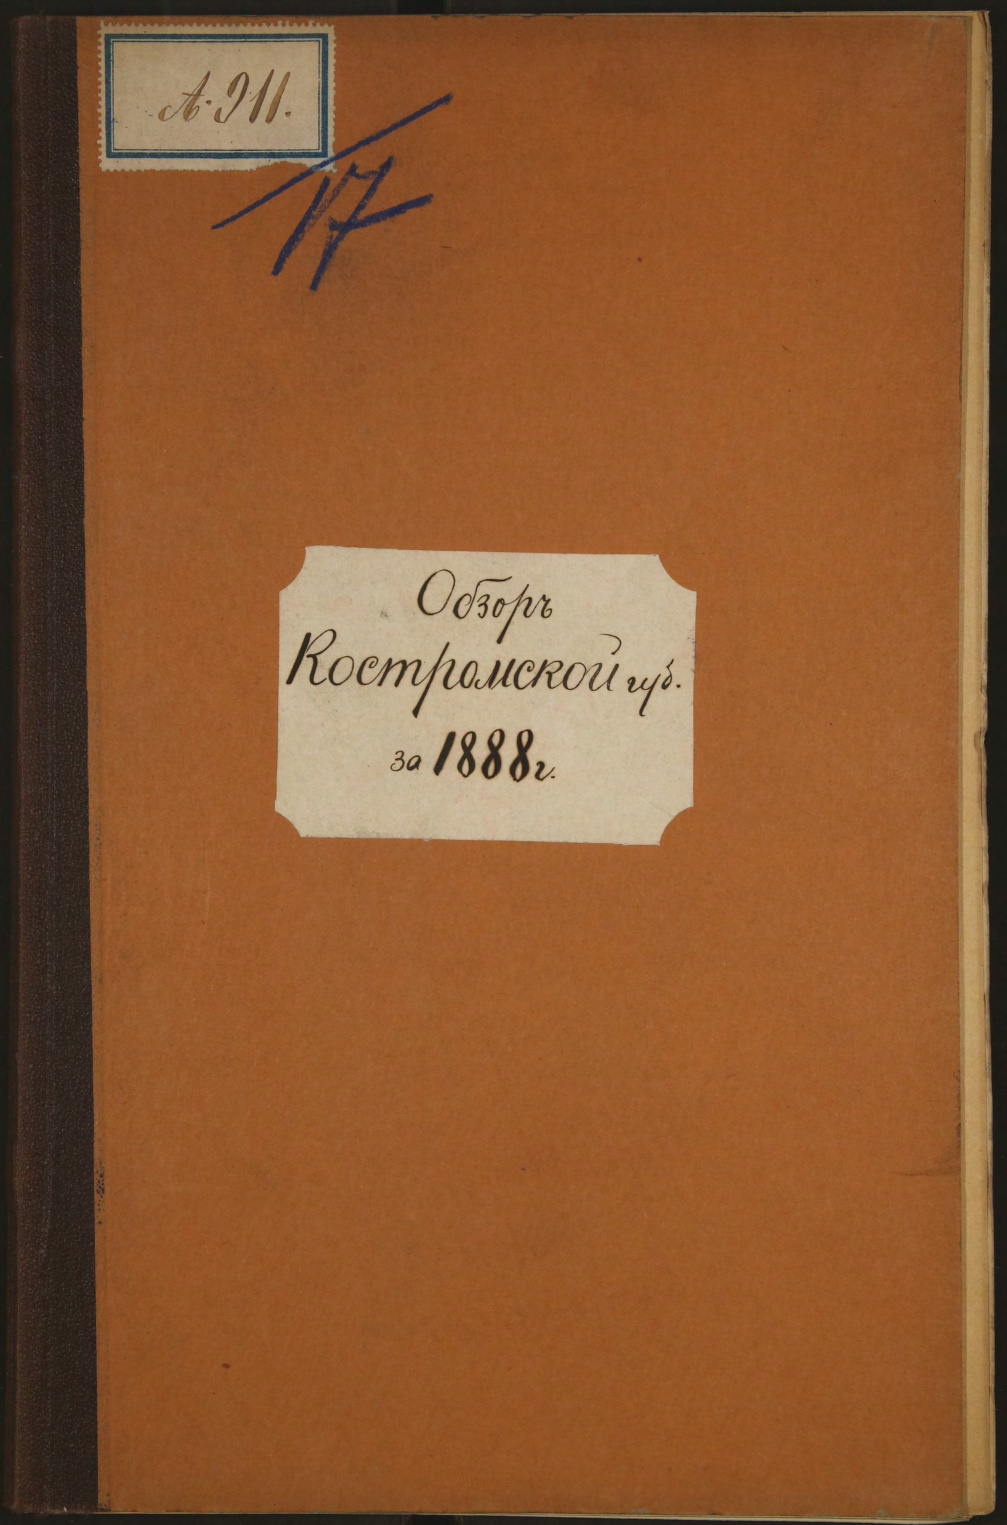 А. 911.
17
Обзоръ
Костромской губ.
за 1888 г.